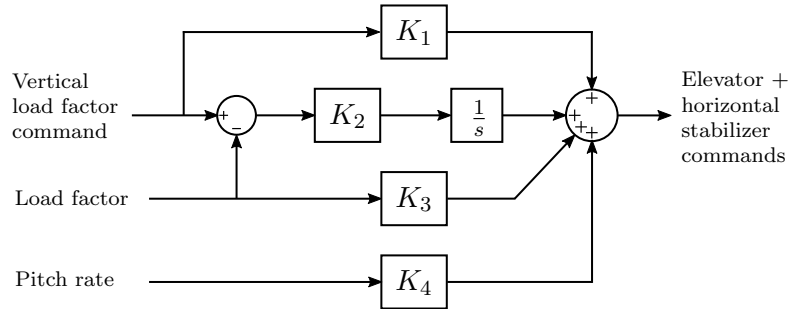 K1
Vertical
load factor
command
+
−
K2
1
s
+
+
+
+
Elevator +
horizontal
stabilizer
commands
Load factor
K3
Pitch rate
K4